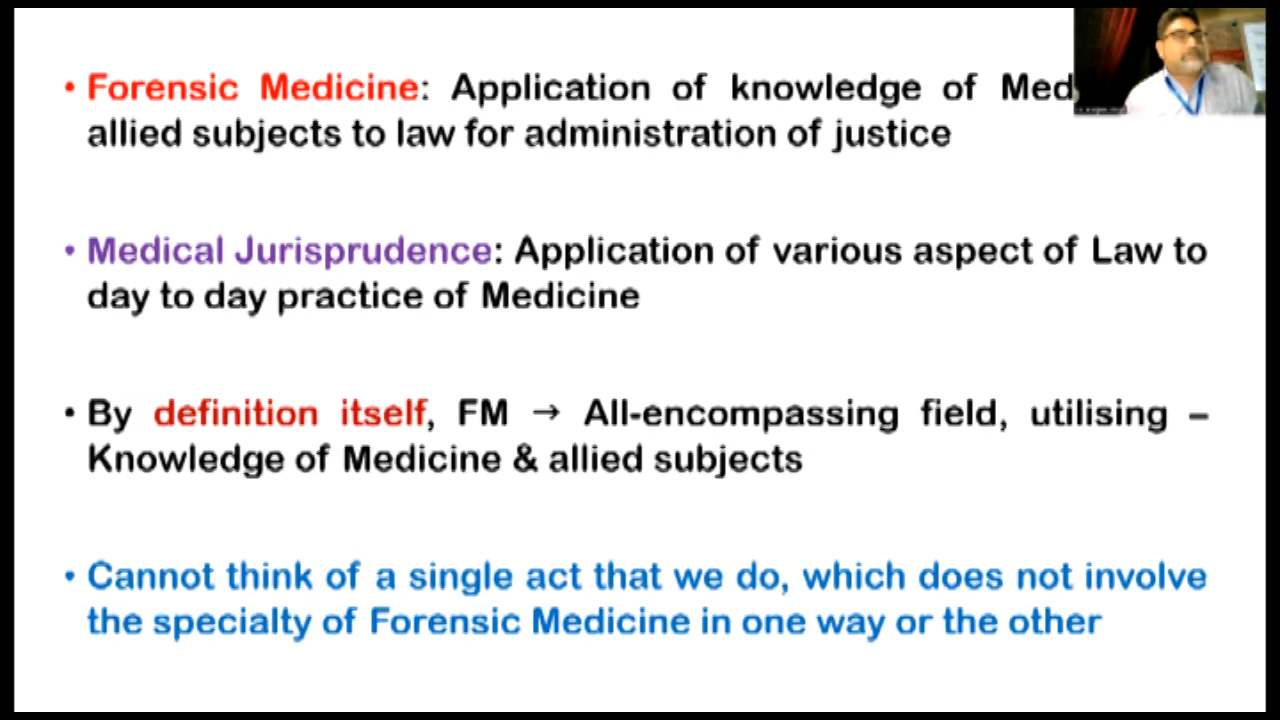 • Forensic Medicine: Application of knowledge of Med
allied subjects to law for administration of justice
• Medical Jurisprudence: Application of various aspect of Law to
day to day practice of Medicine
• By definition itself, FM → All-encompassing field, utilising –
Knowledge of Medicine & allied subjects
• Cannot think of a single act that we do, which does not involve
the specialty of Forensic Medicine in one way or the other